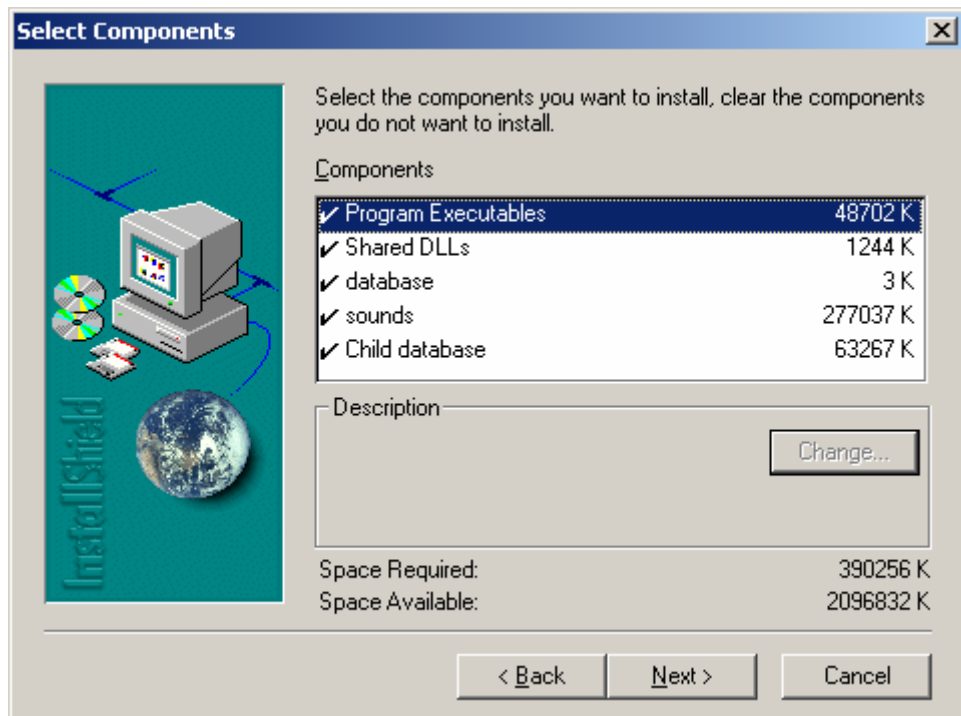 Select Components
Select the components you want to install, clear the components
you do not want to install.
Components
Program Executables 48702 K
Shared DLLs 1244 K
database 3 K
sounds 277037 K
Child database 63267 K
Description
Change...
InstallShield
Space Required: 390256 K
Space Available: 2096832 K
< Back Next > Cancel